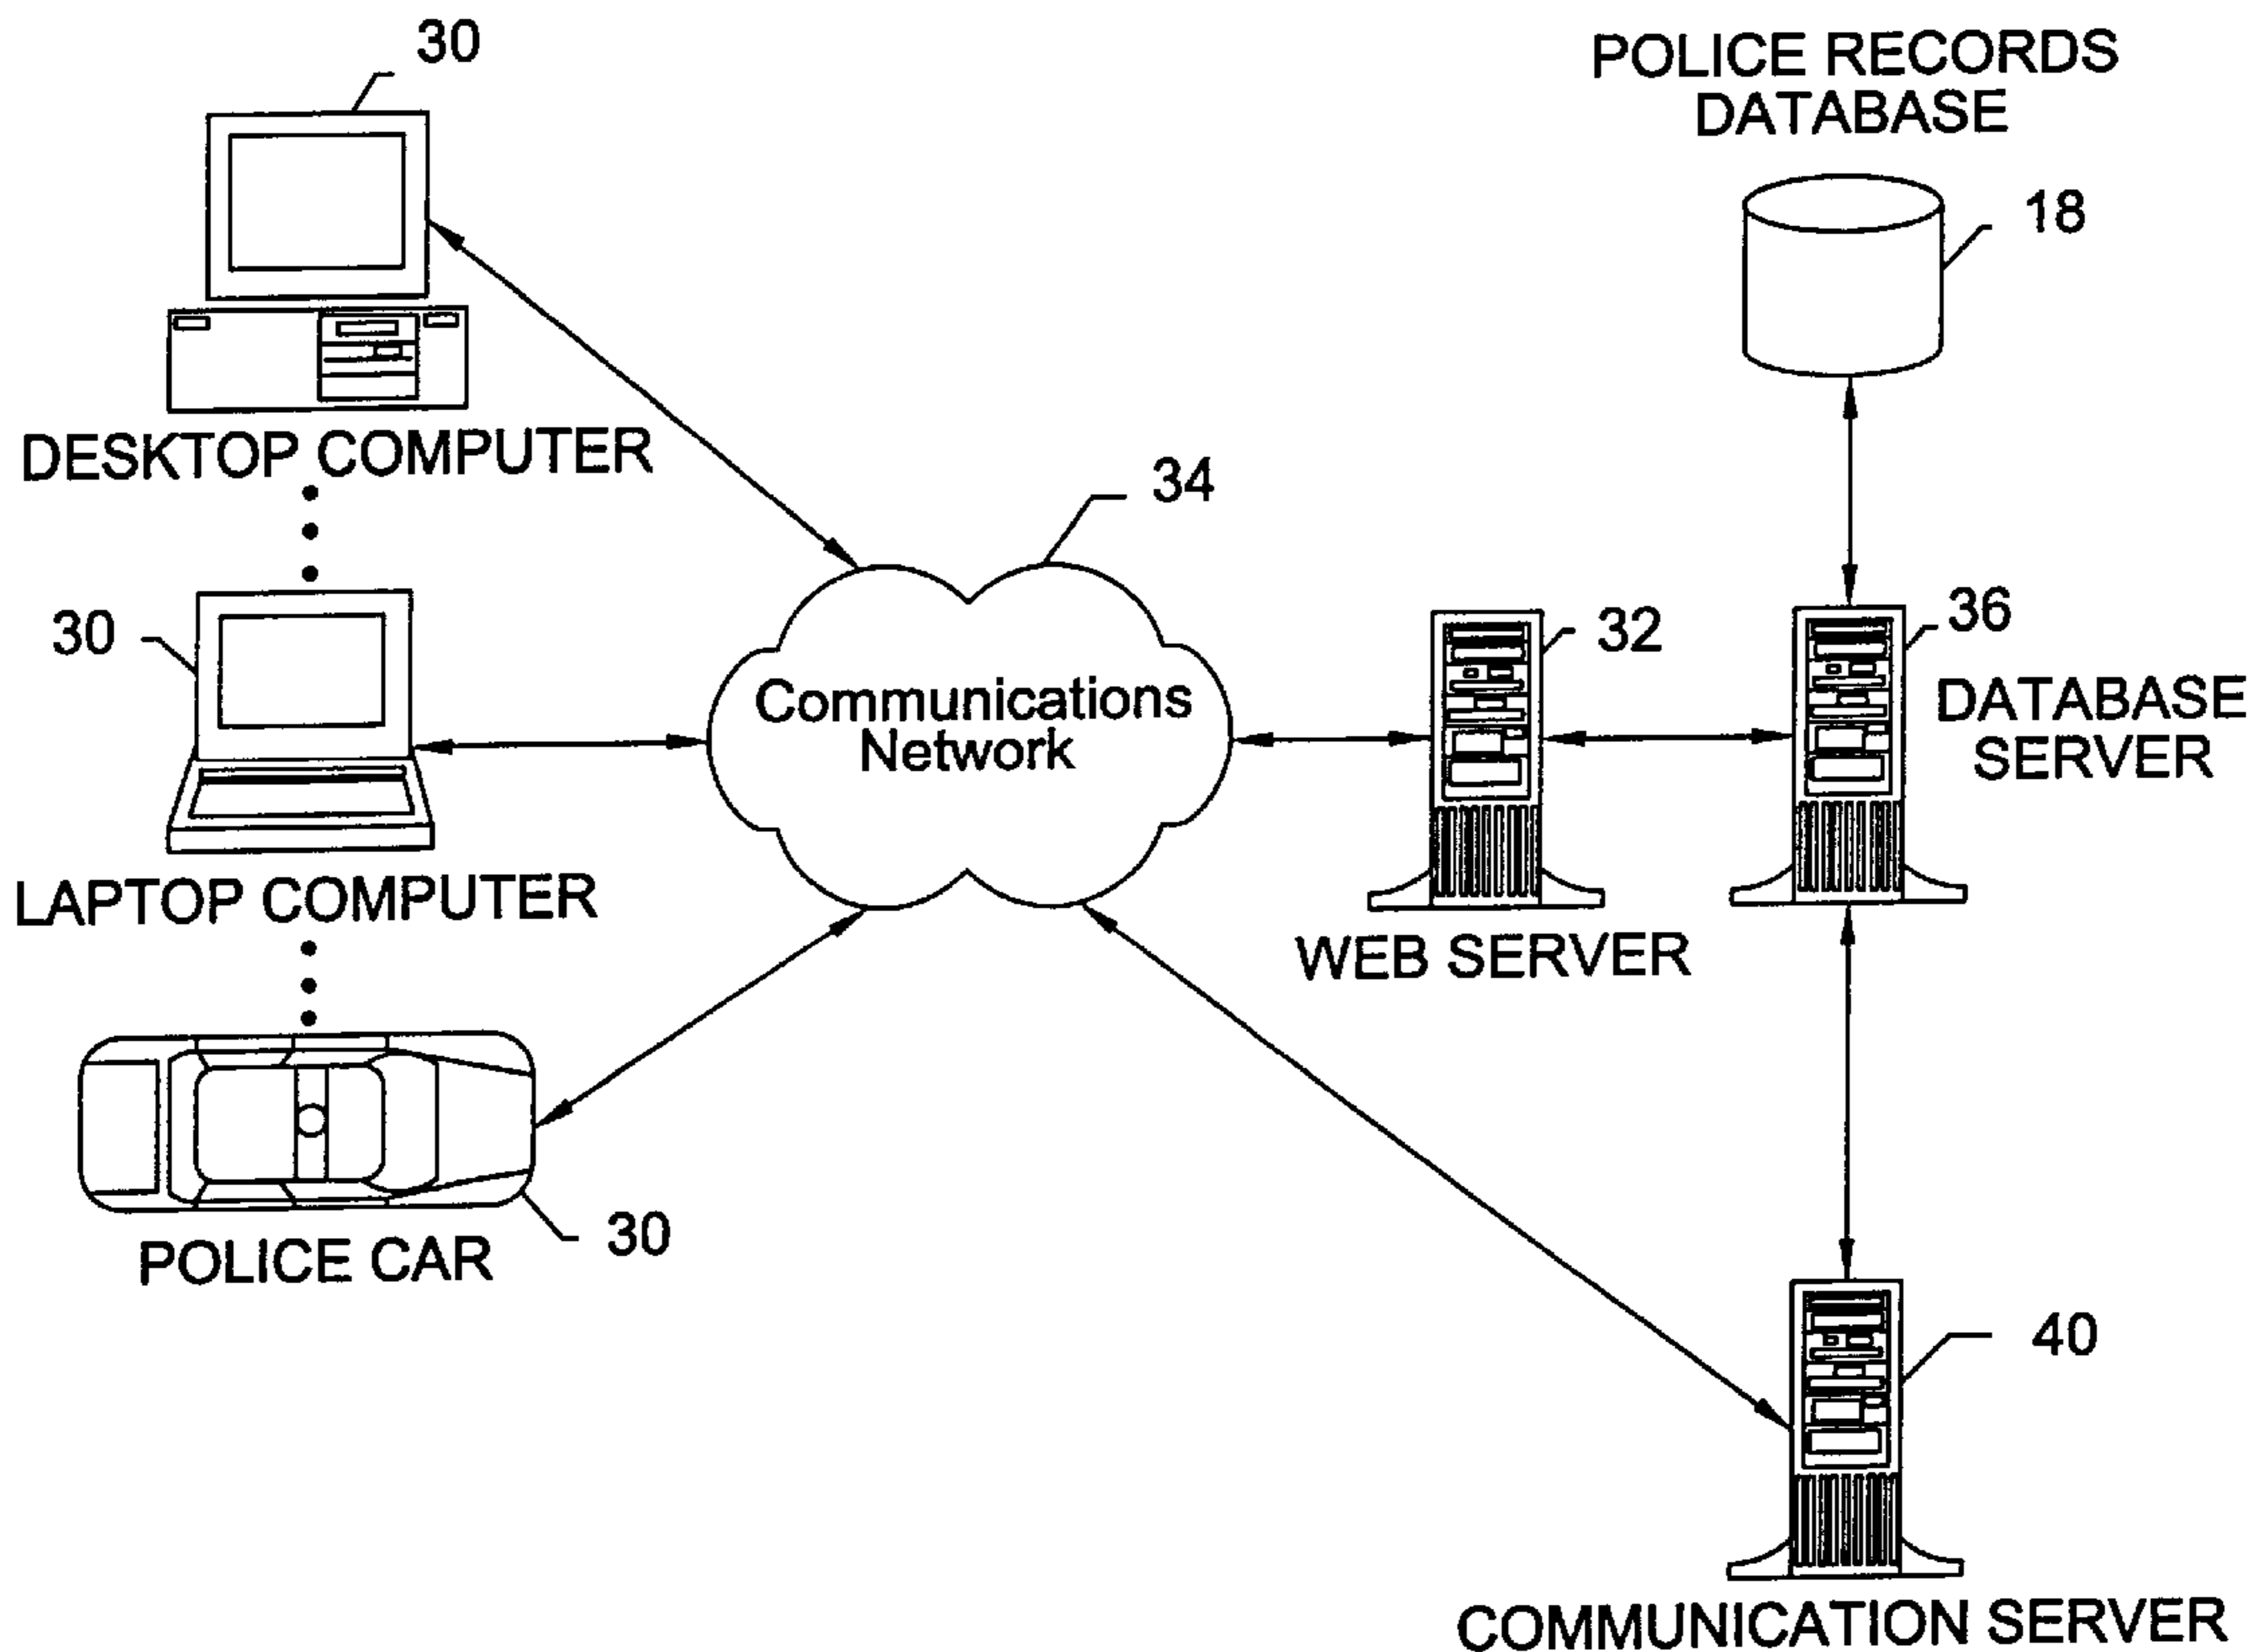 30
POLICE RECORDS
DATABASE
18
DESKTOP COMPUTER
34
30
32
36
Communications
Network
DATABASE
SERVER
LAPTOP COMPUTER
WEB SERVER
30
POLICE CAR
40
COMMUNICATION SERVER